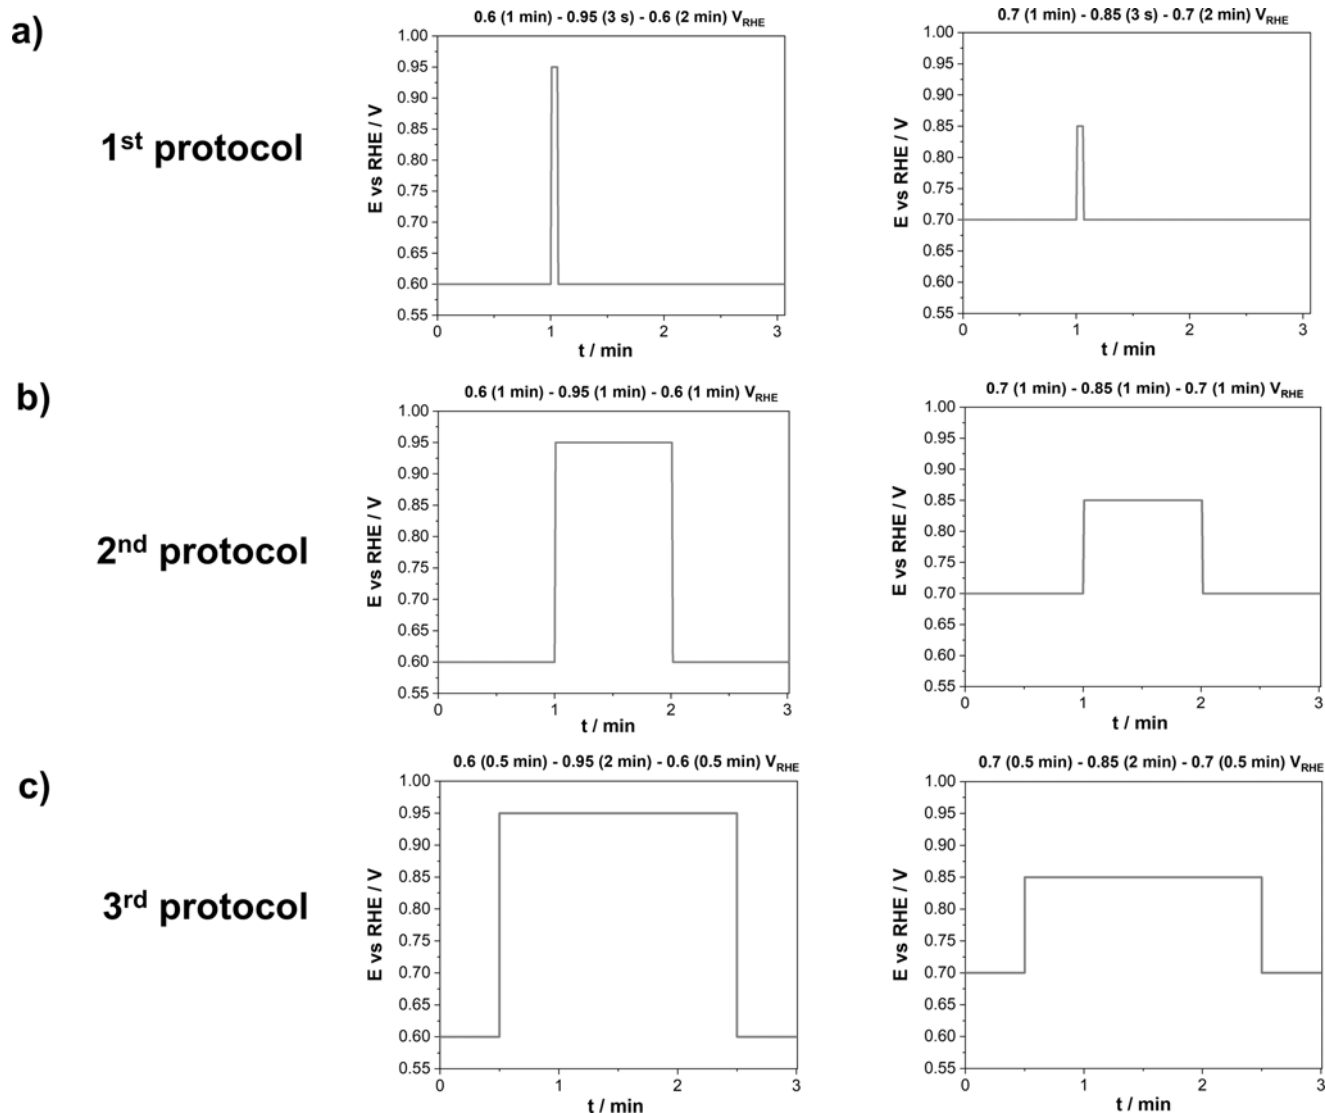 a)
1st protocol
0.6 (1 min) - 0.95 (3 s) - 0.6 (2 min) VRHE
1.00
0.95
0.90
0.85
0.80
0.75
0.70
0.65
0.60
0.55
E vs RHE / V
0 1 2 3
t / min
0.7 (1 min) - 0.85 (3 s) - 0.7 (2 min) VRHE
1.00
0.95
0.90
0.85
0.80
0.75
0.70
0.65
0.60
0.55
E vs RHE / V
0 1 2 3
t / min
b)
2nd protocol
0.6 (1 min) - 0.95 (1 min) - 0.6 (1 min) VRHE
1.00
0.95
0.90
0.85
0.80
0.75
0.70
0.65
0.60
0.55
E vs RHE / V
0 1 2 3
t / min
0.7 (1 min) - 0.85 (1 min) - 0.7 (1 min) VRHE
1.00
0.95
0.90
0.85
0.80
0.75
0.70
0.65
0.60
0.55
E vs RHE / V
0 1 2 3
t / min
c)
3rd protocol
0.6 (0.5 min) - 0.95 (2 min) - 0.6 (0.5 min) VRHE
1.00
0.95
0.90
0.85
0.80
0.75
0.70
0.65
0.60
0.55
E vs RHE / V
0 1 2 3
t / min
0.7 (0.5 min) - 0.85 (2 min) - 0.7 (0.5 min) VRHE
1.00
0.95
0.90
0.85
0.80
0.75
0.70
0.65
0.60
0.55
E vs RHE / V
0 1 2 3
t / min